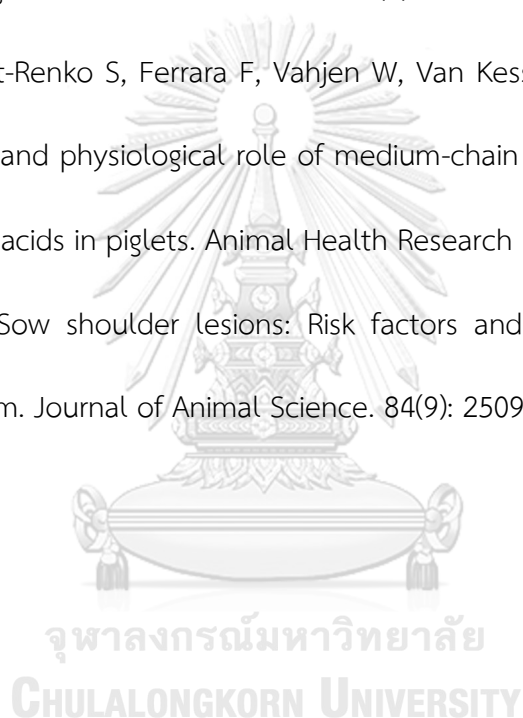 t-Renko S, Ferrara F, Vahjen W, Van Kess
and physiological role of medium-chain
acids in piglets. Animal Health Research
Sow shoulder lesions: Risk factors and
m. Journal of Animal Science. 84(9): 2509
จุฬาลงกรณ์มหาวิทยาลัย
CHULALONGKORN UNIVERSITY